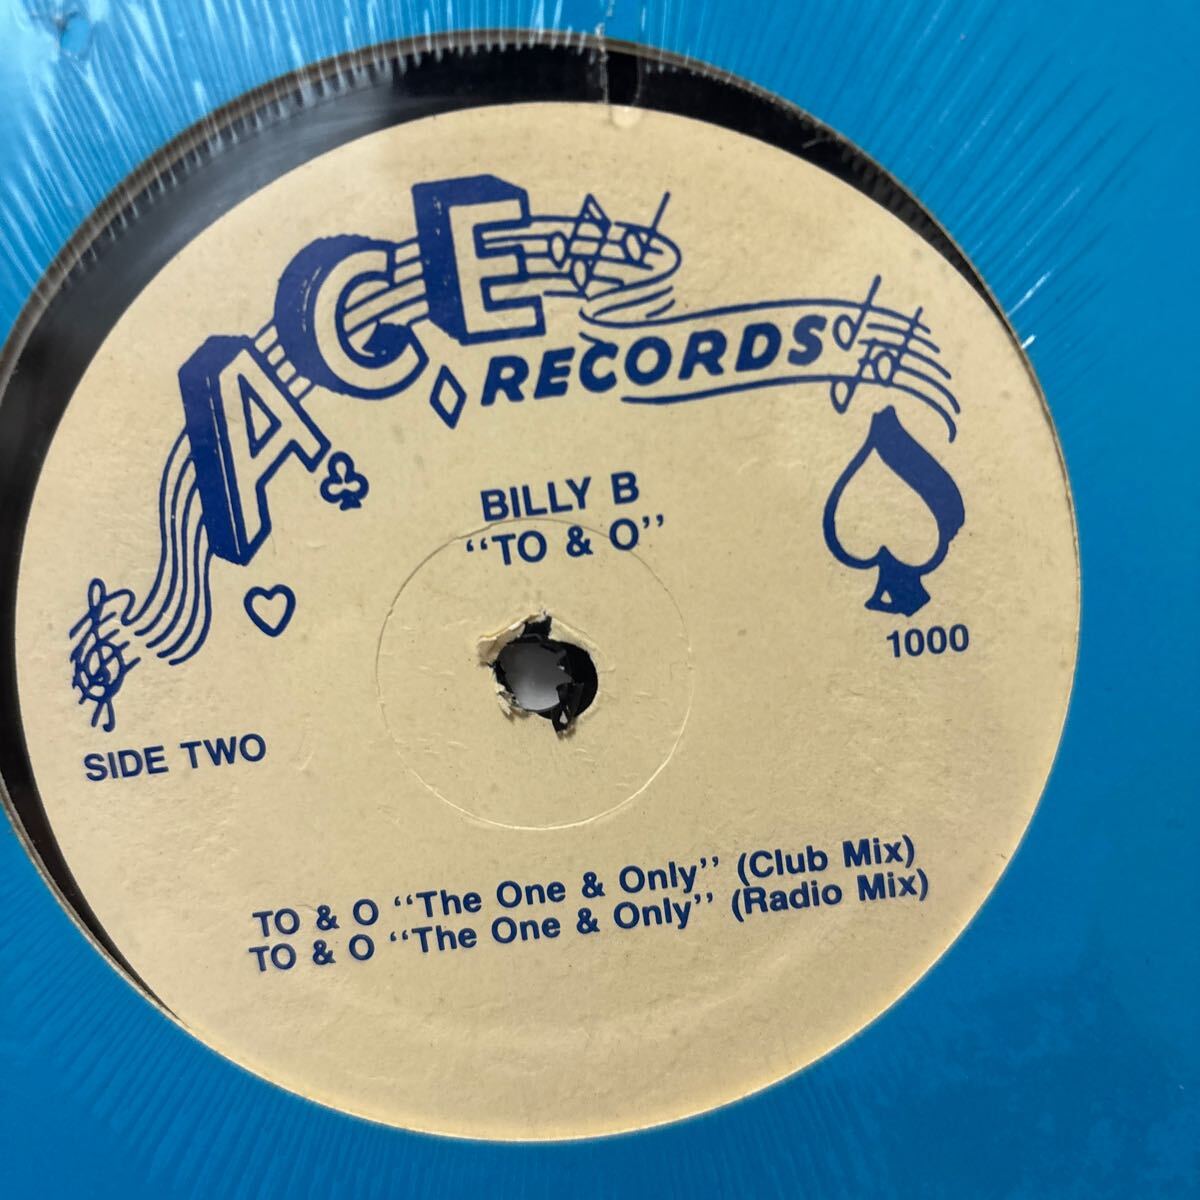 ACE
RECORDS
BILLY B
“TO & O”
1000
SIDE TWO
TO & O “The One & Only” (Club Mix)
TO & O “The One & Only” (Radio Mix)